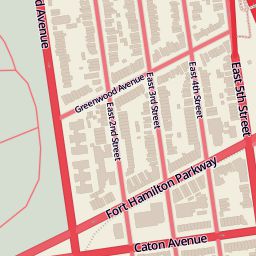 d Avenue
Greenwood Avenue
East 2nd Street
East 3rd Street
East 4th Street
East 5th Street
Fort Hamilton Parkway
Caton Avenue